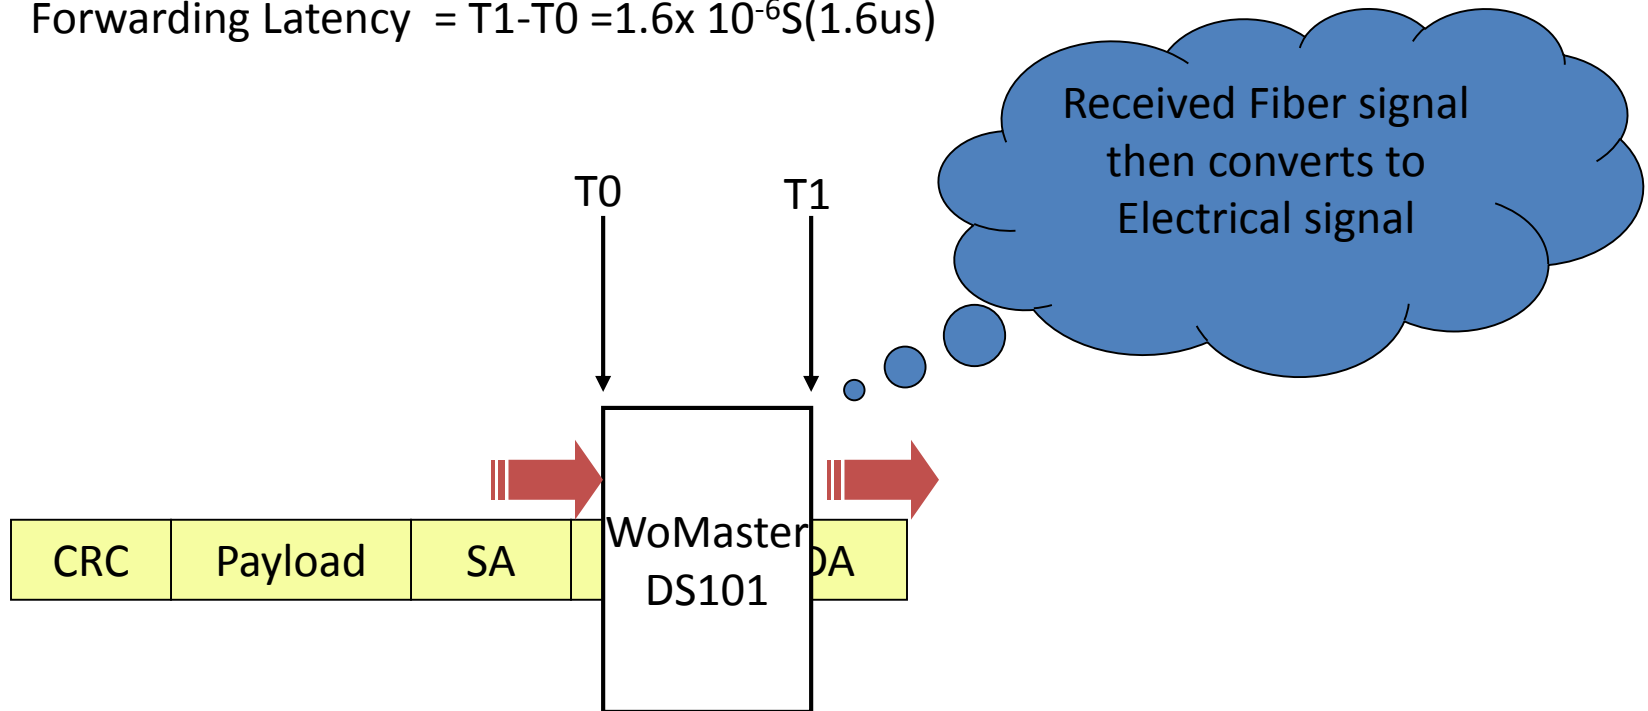 Forwarding Latency = T1-T0 =1.6x 10⁻⁶S(1.6us)
Received Fiber signal
then converts to
Electrical signal
T0
T1
CRC
Payload
SA
WoMaster
DS101
DA